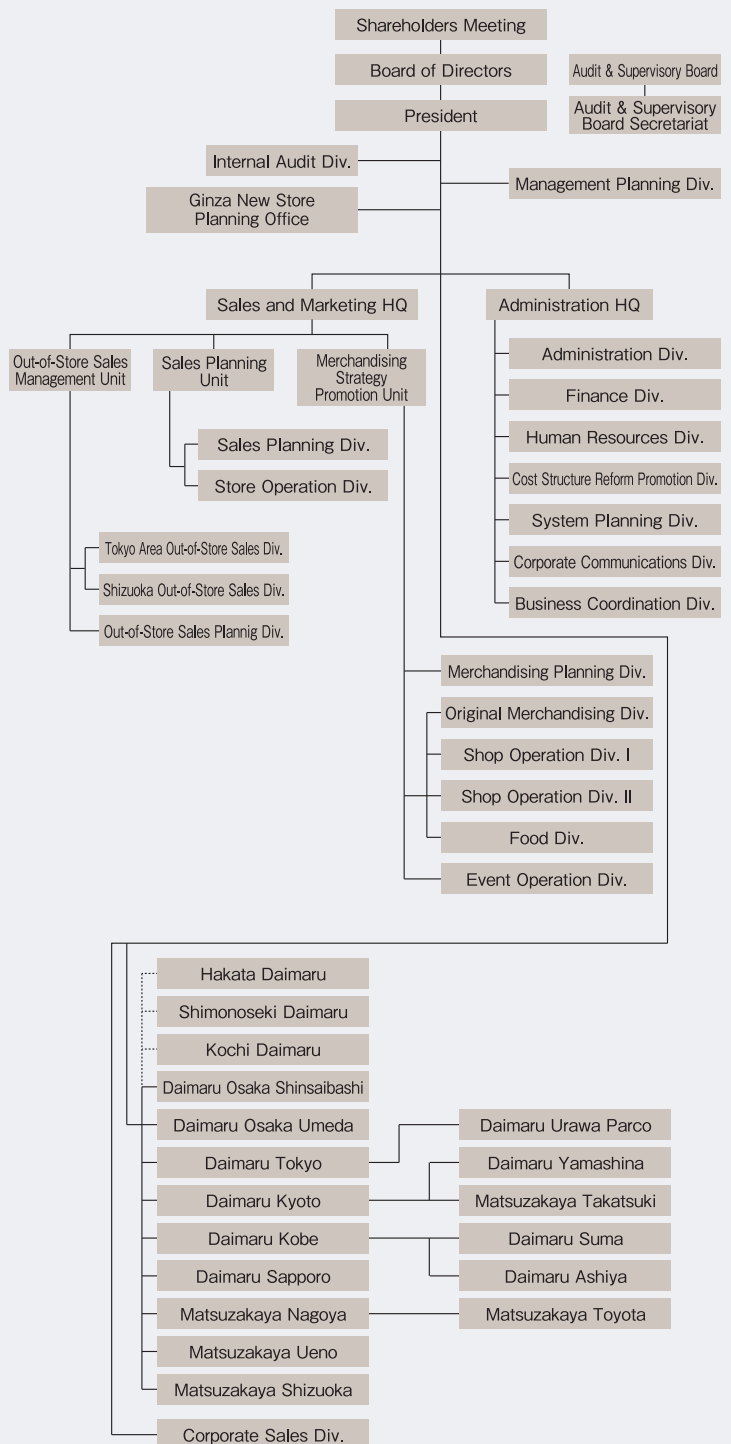 Shareholders Meeting
Board of Directors
Audit & Supervisory Board
President
Audit & Supervisory
Board Secretariat
Internal Audit Div.
Management Planning Div.
Ginza New Store
Planning Office
Sales and Marketing HQ
Administration HQ
Out-of-Store Sales
Management Unit
Sales Planning
Unit
Merchandising
Strategy
Promotion Unit
Administration Div.
Finance Div.
Human Resources Div.
Cost Structure Reform Promotion Div.
System Planning Div.
Corporate Communications Div.
Business Coordination Div.
Sales Planning Div.
Store Operation Div.
Tokyo Area Out-of-Store Sales Div.
Shizuoka Out-of-Store Sales Div.
Out-of-Store Sales Plannig Div.
Merchandising Planning Div.
Original Merchandising Div.
Shop Operation Div. I
Shop Operation Div. II
Food Div.
Event Operation Div.
Hakata Daimaru
Shimonoseki Daimaru
Kochi Daimaru
Daimaru Osaka Shinsaibashi
Daimaru Osaka Umeda
Daimaru Urawa Parco
Daimaru Tokyo
Daimaru Yamashina
Daimaru Kyoto
Matsuzakaya Takatsuki
Daimaru Kobe
Daimaru Suma
Daimaru Sapporo
Daimaru Ashiya
Matsuzakaya Nagoya
Matsuzakaya Toyota
Matsuzakaya Ueno
Matsuzakaya Shizuoka
Corporate Sales Div.